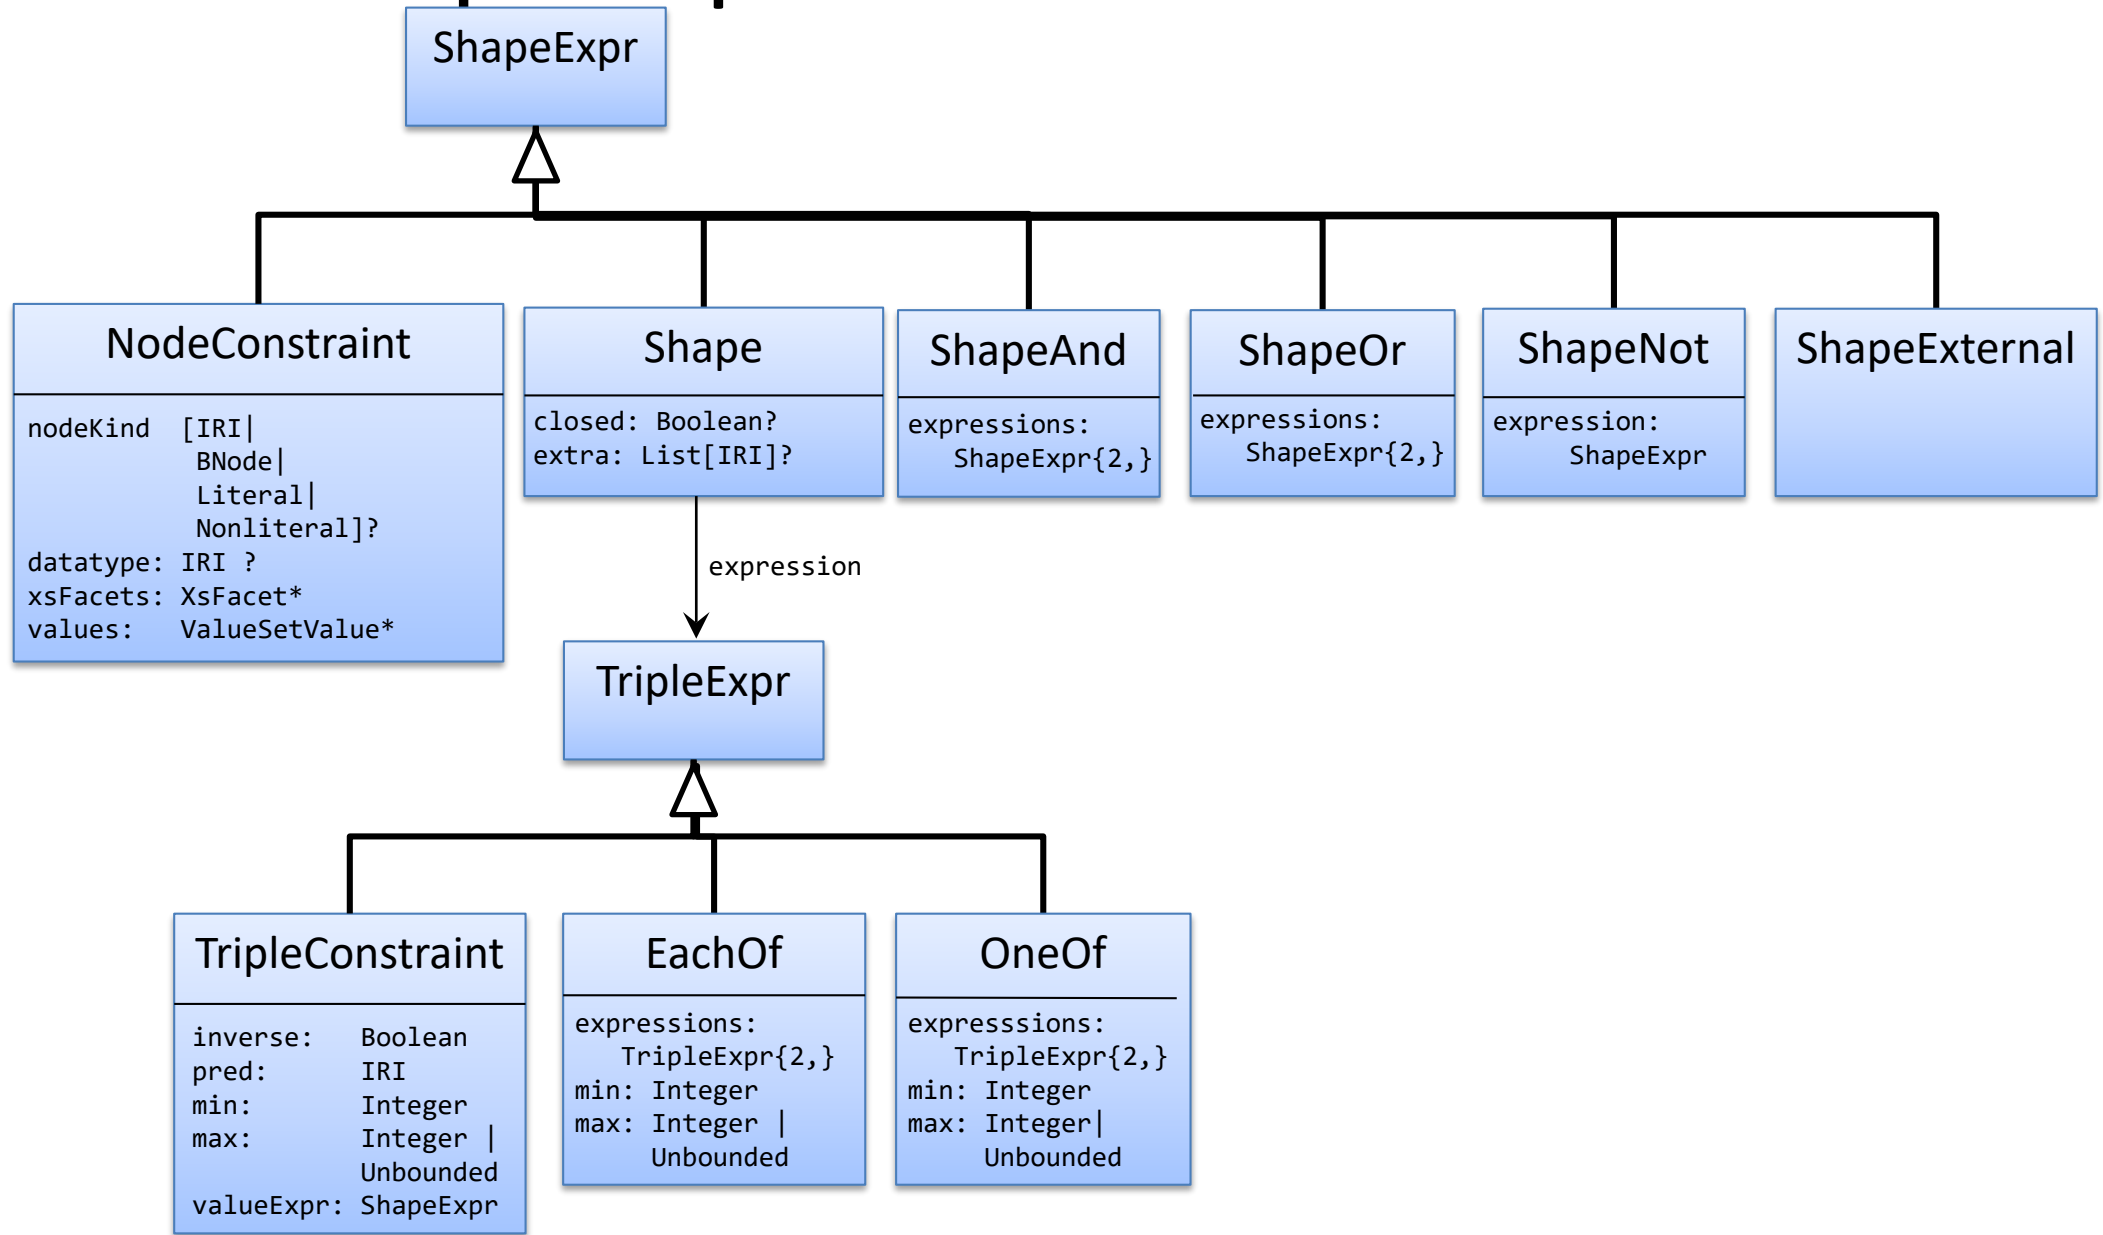 ShapeExpr
NodeConstraint
nodeKind [IRI|
BNode|
Literal|
Nonliteral]?
datatype: IRI ?
xsFacets: XsFacet*
values: ValueSetValue*
Shape
closed: Boolean?
extra: List[IRI]?
ShapeAnd
expressions:
ShapeExpr{2,}
ShapeOr
expressions:
ShapeExpr{2,}
ShapeNot
expression:
ShapeExpr
ShapeExternal
expression
TripleExpr
TripleConstraint
inverse: Boolean
pred: IRI
min: Integer
max: Integer |
Unbounded
valueExpr: ShapeExpr
EachOf
expressions:
TripleExpr{2,}
min: Integer
max: Integer |
Unbounded
OneOf
expresssions:
TripleExpr{2,}
min: Integer
max: Integer|
Unbounded